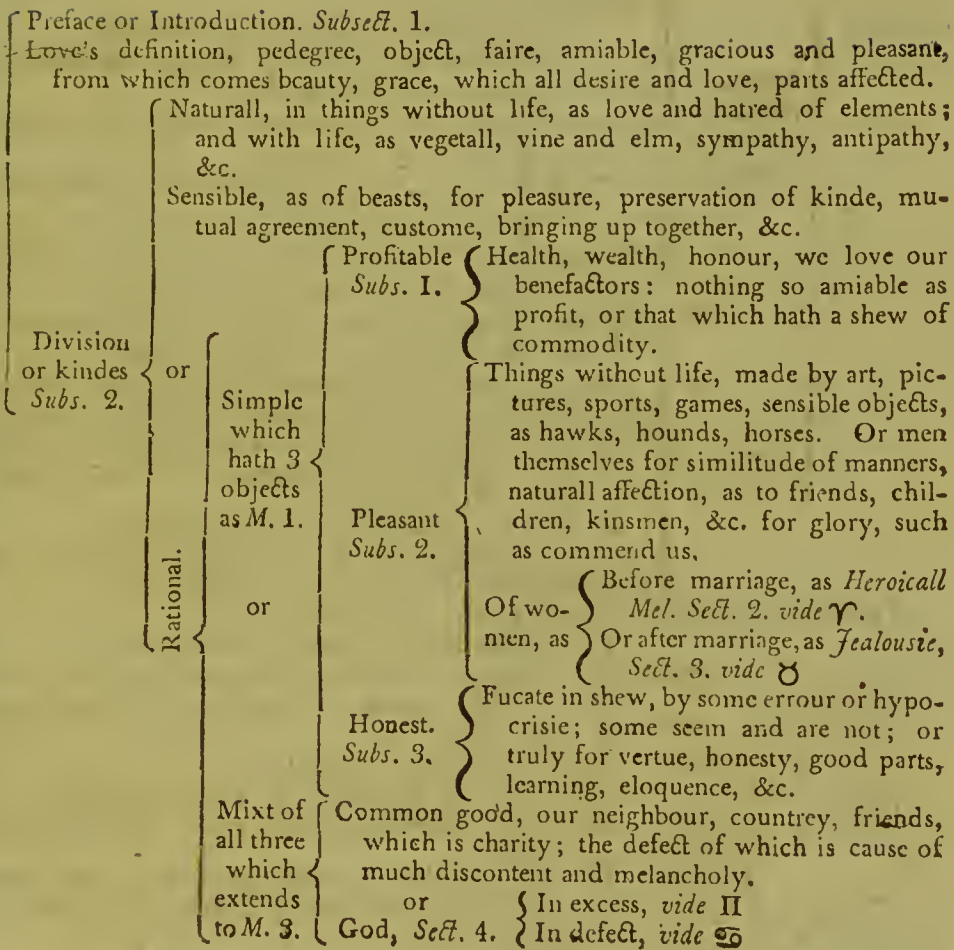 Preface or Introduction. Subsect. 1.
Love's definition, pedegree, object, faire, amiable, gracious and pleasant,
from which comes beauty, grace, which all desire and love, parts affected.
Division
or kindes
Subs. 2.
Naturall, in things without life, as love and hatred of elements;
and with life, as vegetall, vine and elm, sympathy, antipathy,
&c.
Sensible, as of beasts, for pleasure, preservation of kinde, mu-
tual agreement, custome, bringing up together, &c.
or
Rational.
Simple
which
hath 3
objects
as M. 1.
or
Profitable
Subs. 1.
Health, wealth, honour, we love our
benefactors: nothing so amiable as
profit, or that which hath a shew of
commodity.
Pleasant
Subs. 2.
Things without life, made by art, pic-
tures, sports, games, sensible objects,
as hawks, hounds, horses. Or men
themselves for similitude of manners,
naturall affection, as to friends, chil-
dren, kinsmen, &c. for glory, such
as commend us.
Of wo-
men, as
Before marriage, as Heroicall
Mel. Sect. 2. vide ♈.
Or after marriage, as Jealousie,
Sect. 3. vide ♉
Honest.
Subs. 3.
Fucate in shew, by some errour or hypo-
crisie; some seem and are not; or
truly for vertue, honesty, good parts,
learning, eloquence, &c.
Mixt of
all three
which
extends
to M. 3.
Common good, our neighbour, countrey, friends,
which is charity; the defect of which is cause of
much discontent and melancholy.
or
God, Sect. 4.
In excess, vide ♊
In defect, vide ♋